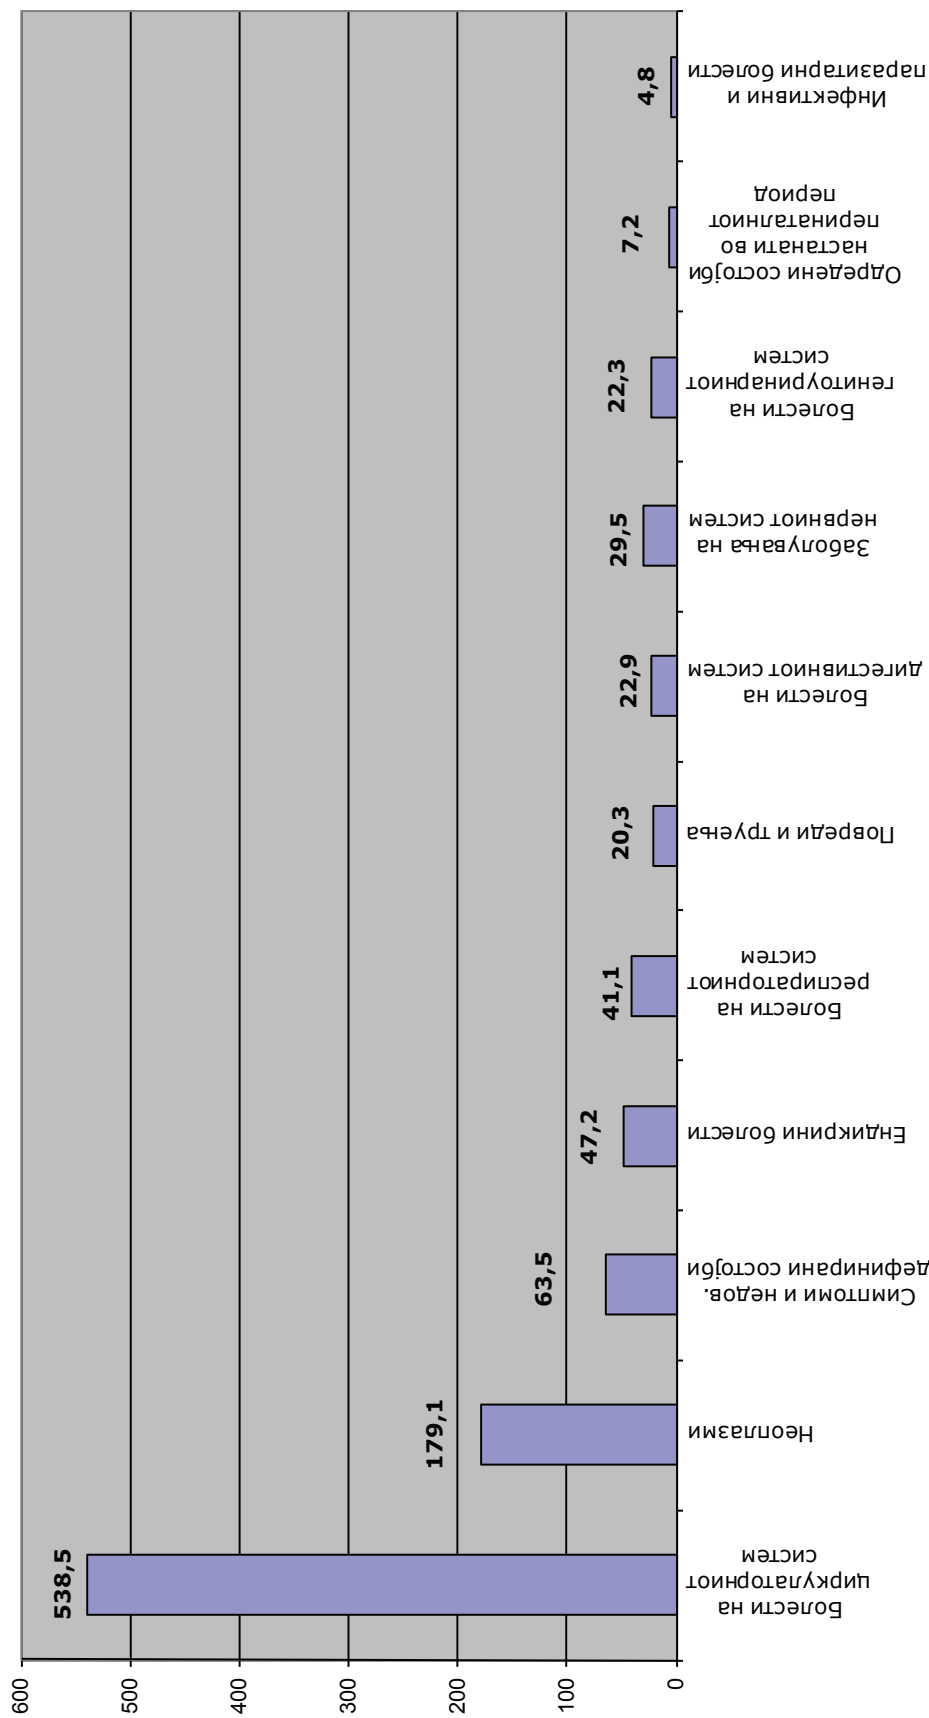 600
500
400
300
200
100
0
538,5
179,1
63,5
47,2
41,1
20,3
22,9
29,5
22,3
7,2
4,8
Болести на
циркулаторниот
систем
Неоплазми
Симптоми и недов.
дефинирани состојби
Ендикрини болести
Болести на
респираторниот
систем
Повреди и труења
Болести на
дигестивниот систем
Заболувања на
нервниот систем
Болести на
генитоуринарниот
систем
Одредени состојби
настанати во
перинаталниот
период
Инфективни и
паразитарни болести